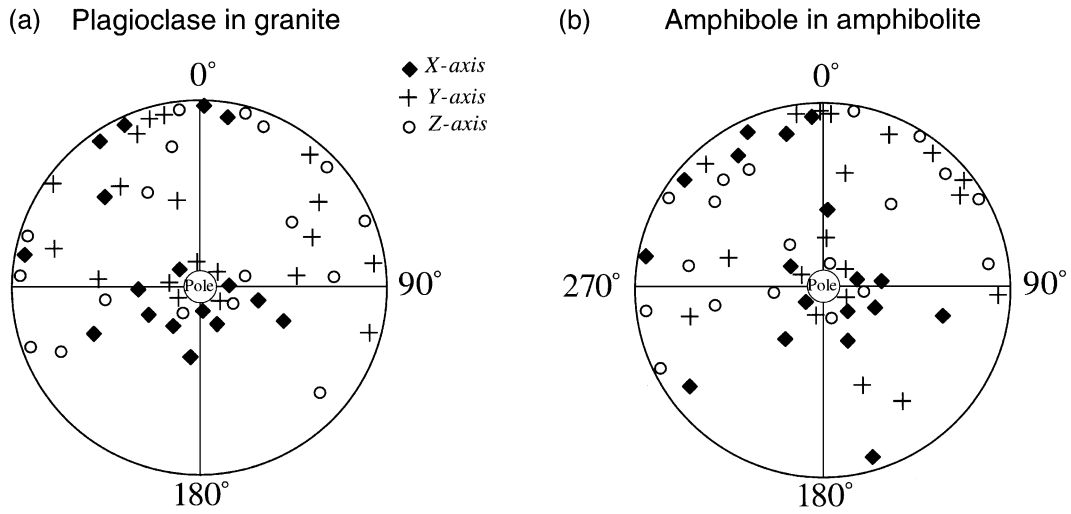 (a) Plagioclase in granite
X-axis
Y-axis
Z-axis
0°
Pole
90°
180°
(b) Amphibole in amphibolite
0°
270°
Pole
90°
180°